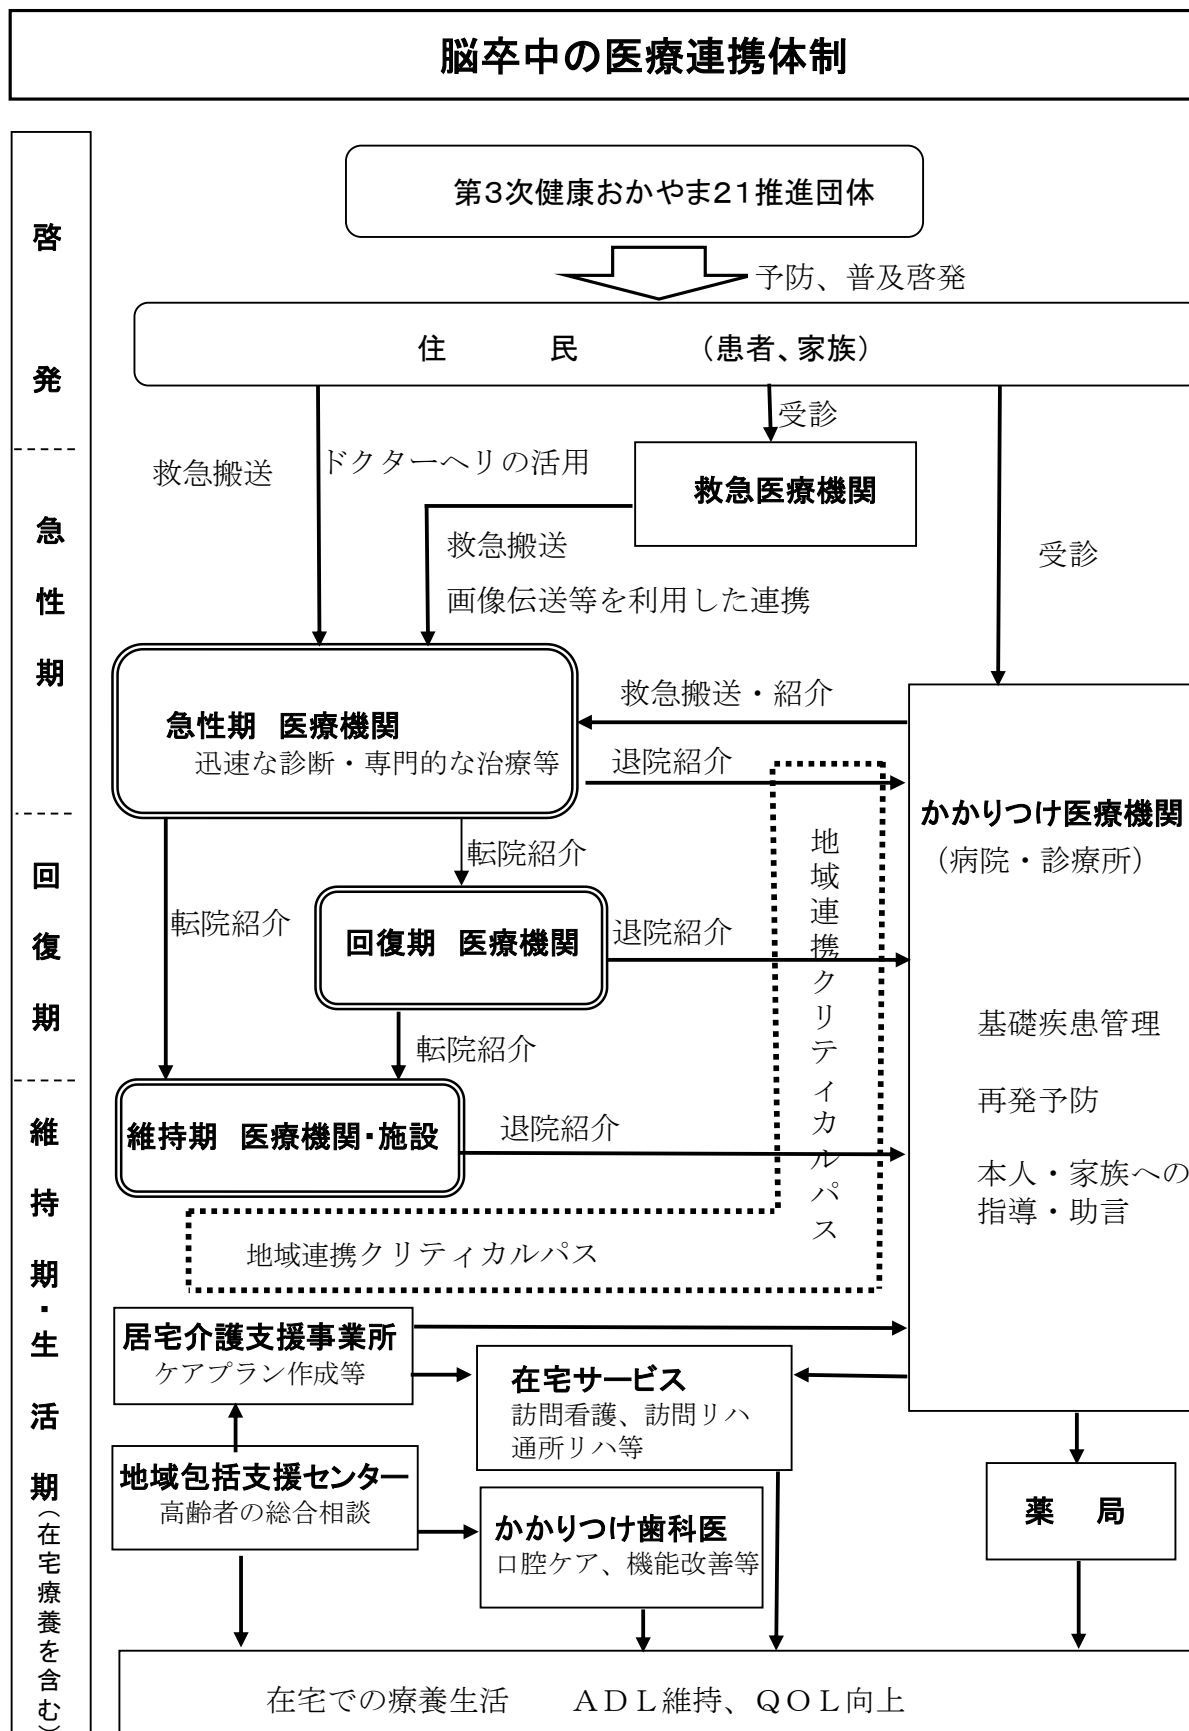 脳卒中の医療連携体制
啓発
急性期
回復期
維持期・生活期(在宅療養を含む)
第3次健康おかやま21推進団体
予防、普及啓発
住民 (患者、家族)
救急搬送
ドクターヘリの活用
受診
救急医療機関
救急搬送
画像伝送等を利用した連携
受診
急性期 医療機関
迅速な診断・専門的な治療等
救急搬送・紹介
退院紹介
転院紹介
転院紹介
回復期 医療機関
退院紹介
転院紹介
維持期 医療機関・施設
退院紹介
地域連携クリティカルパス
地域連携クリティカルパス
かかりつけ医療機関
(病院・診療所)
基礎疾患管理
再発予防
本人・家族への
指導・助言
居宅介護支援事業所
ケアプラン作成等
在宅サービス
訪問看護、訪問リハ
通所リハ等
地域包括支援センター
高齢者の総合相談
かかりつけ歯科医
口腔ケア、機能改善等
薬局
在宅での療養生活 ADL維持、QOL向上